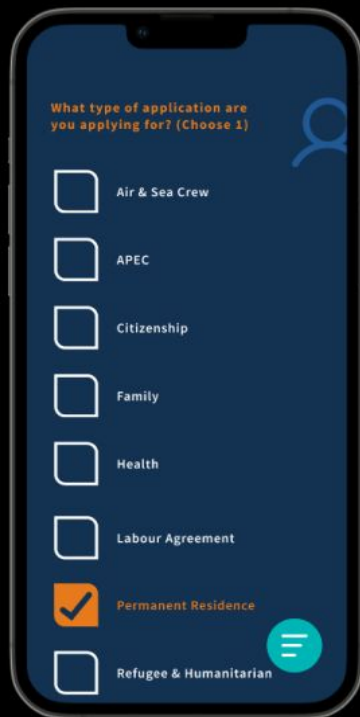 What type of application are
you applying for? (Choose 1)
Air & Sea Crew
APEC
Citizenship
Family
Health
Labour Agreement
Permanent Residence
Refugee & Humanitarian